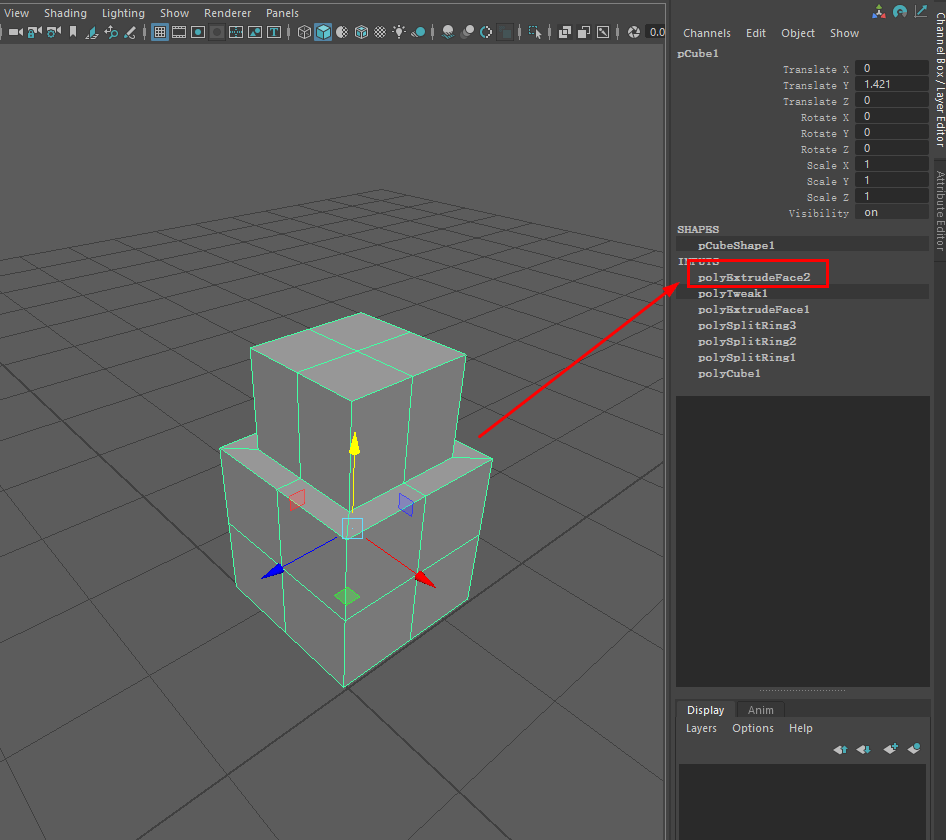 View Shading Lighting Show Renderer Panels
0.0
Channels Edit Object Show
pCube1
Translate X 0
Translate Y 1.421
Translate Z 0
Rotate X 0
Rotate Y 0
Rotate Z 0
Scale X 1
Scale Y 1
Scale Z 1
Visibility on
SHAPES
pCubeShape1
INPUTS
polyExtrudeFace2
polyTweak1
polyExtrudeFace1
polySplitRing3
polySplitRing2
polySplitRing1
polyCube1
Display Anim
Layers Options Help
Channel Box / Layer Editor
Attribute Editor